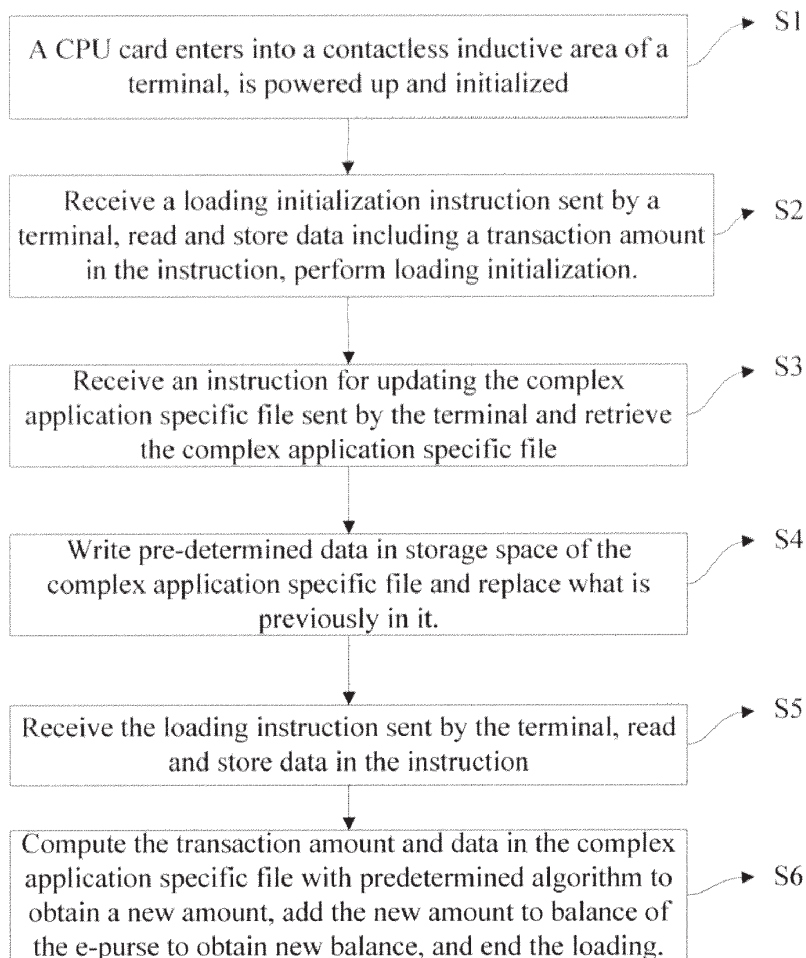 S1
A CPU card enters into a contactless inductive area of a
terminal, is powered up and initialized
S2
Receive a loading initialization instruction sent by a
terminal, read and store data including a transaction amount
in the instruction, perform loading initialization.
S3
Receive an instruction for updating the complex
application specific file sent by the terminal and retrieve
the complex application specific file
S4
Write pre-determined data in storage space of the
complex application specific file and replace what is
previously in it.
S5
Receive the loading instruction sent by the terminal, read
and store data in the instruction
S6
Compute the transaction amount and data in the complex
application specific file with predetermined algorithm to
obtain a new amount, add the new amount to balance of
the e-purse to obtain new balance, and end the loading.